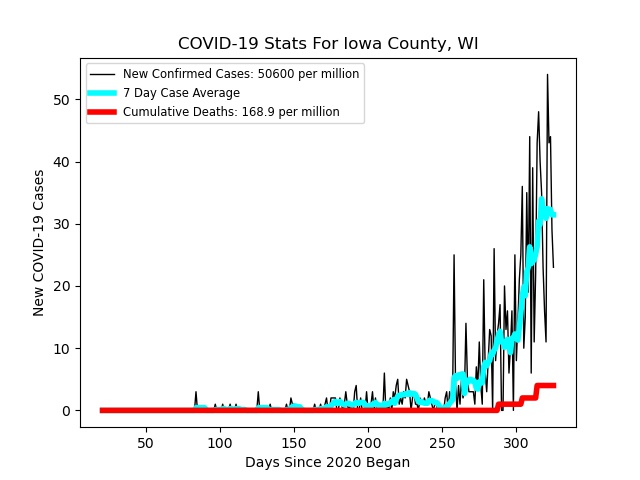 COVID-19 Stats For Iowa County, WI
New Confirmed Cases: 50600 per million
7 Day Case Average
Cumulative Deaths: 168.9 per million
New COVID-19 Cases
50
40
30
20
10
0
50
100
150
200
250
300
Days Since 2020 Began